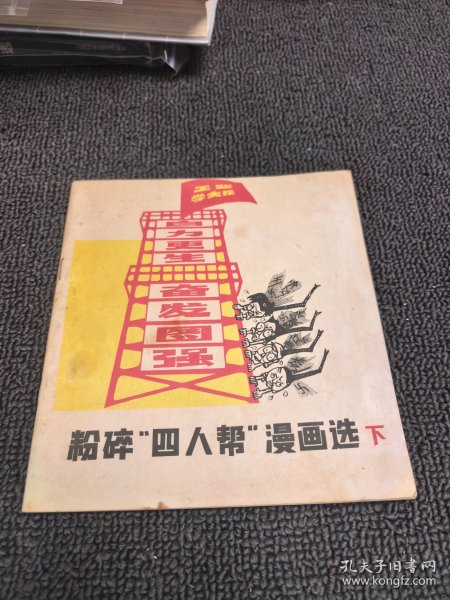 工业
学大庆
自力更生
奋发图强
粉碎"四人帮"漫画选 下
孔夫子旧书网
www.kongfz.com